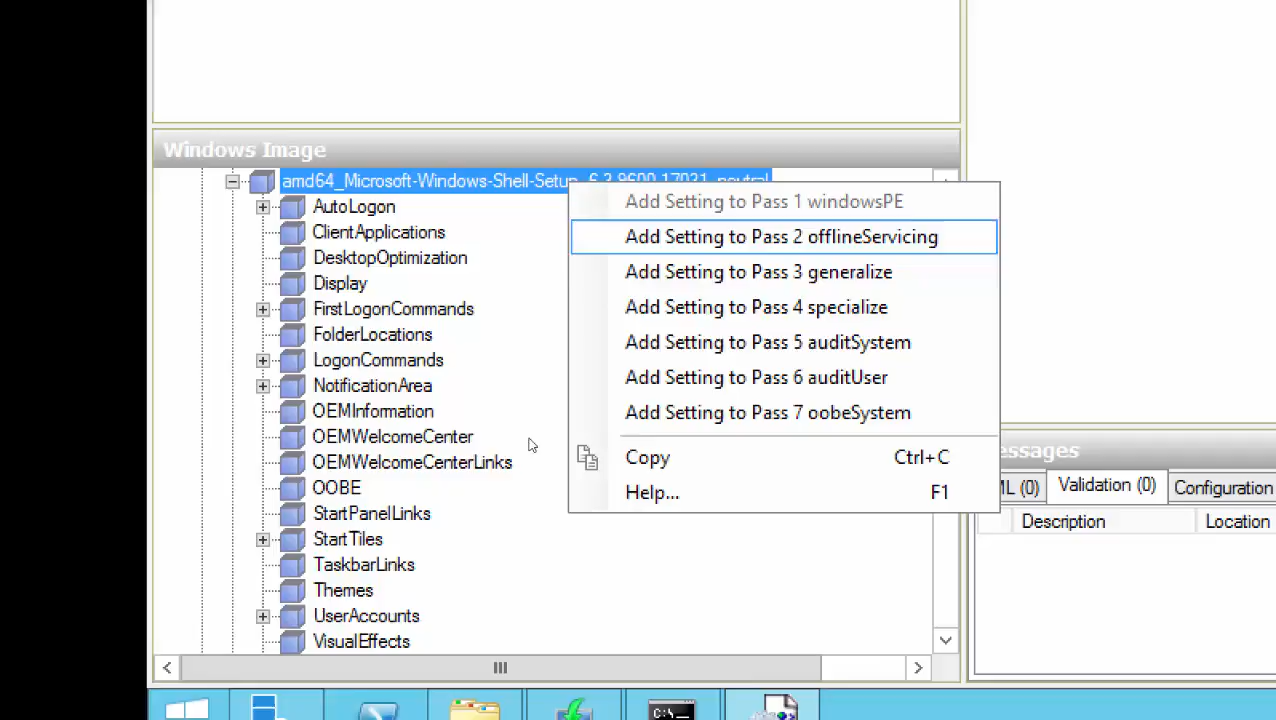 Windows Image
amd64_Microsoft-Windows-Shell-Setup_6.3.9600.17031_neutral
AutoLogon
ClientApplications
DesktopOptimization
Display
FirstLogonCommands
FolderLocations
LogonCommands
NotificationArea
OEMInformation
OEMWelcomeCenter
OEMWelcomeCenterLinks
OOBE
StartPanelLinks
StartTiles
TaskbarLinks
Themes
UserAccounts
VisualEffects
Add Setting to Pass 1 windowsPE
Add Setting to Pass 2 offlineServicing
Add Setting to Pass 3 generalize
Add Setting to Pass 4 specialize
Add Setting to Pass 5 auditSystem
Add Setting to Pass 6 auditUser
Add Setting to Pass 7 oobeSystem
Copy Ctrl+C
Help... F1
essages
ML (0) Validation (0) Configuration
Description Location
C:\_